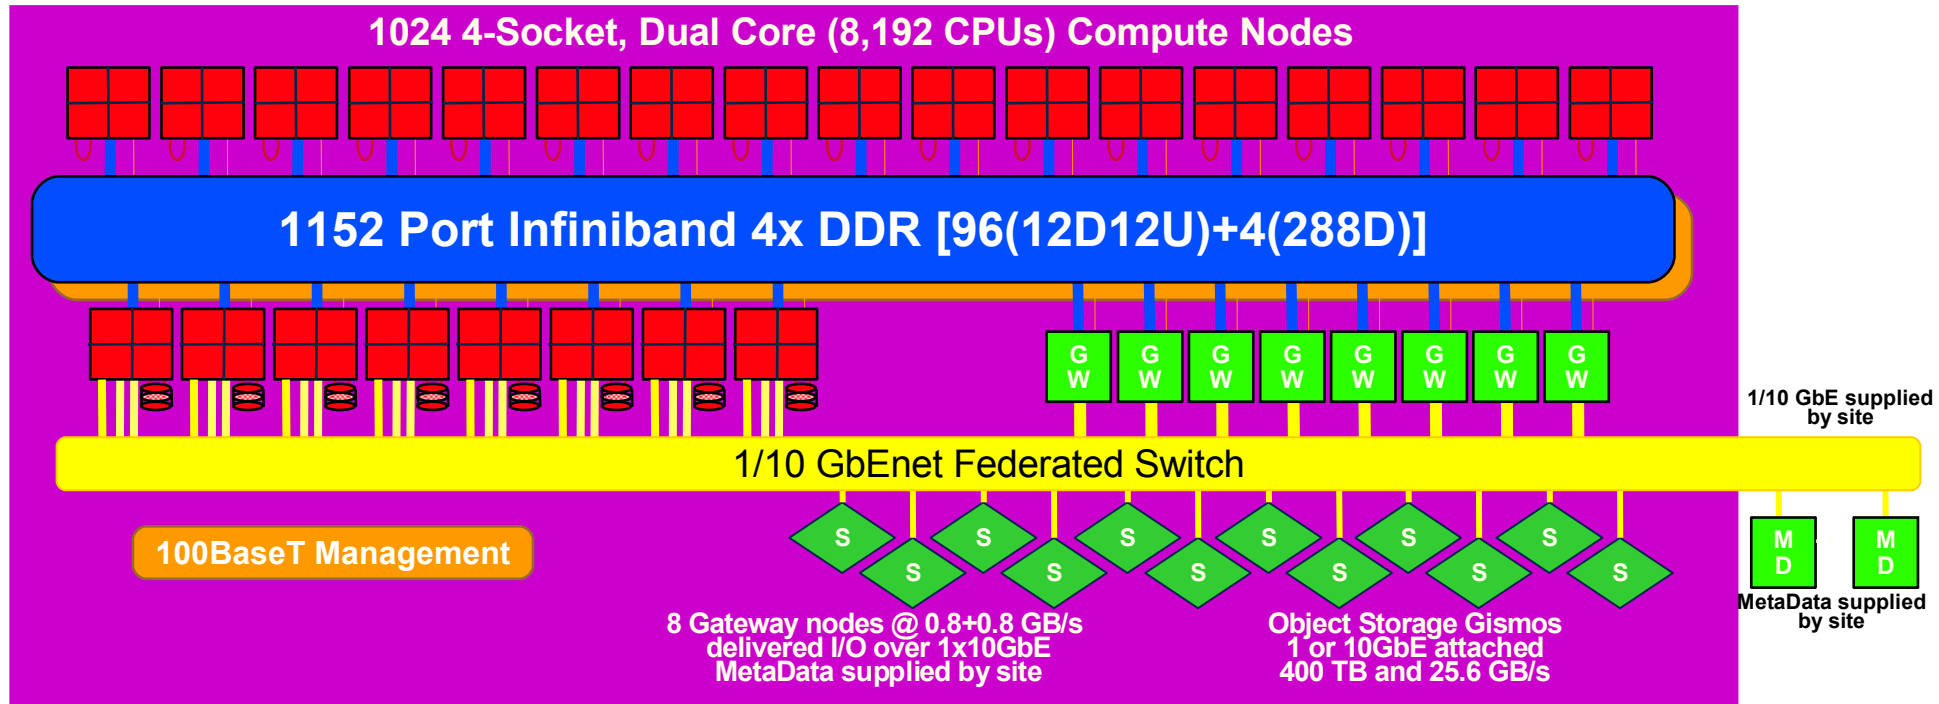 1024 4-Socket, Dual Core (8,192 CPUs) Compute Nodes
1152 Port Infiniband 4x DDR [96(12D12U)+4(288D)]
G G G G G G G G
W W W W W W W W
1/10 GbE supplied
by site
1/10 GbEnet Federated Switch
S S S S S S
S S S S S S
100BaseT Management
M M
D D
MetaData supplied
by site
8 Gateway nodes @ 0.8+0.8 GB/s
delivered I/O over 1x10GbE
MetaData supplied by site
Object Storage Gismos
1 or 10GbE attached
400 TB and 25.6 GB/s